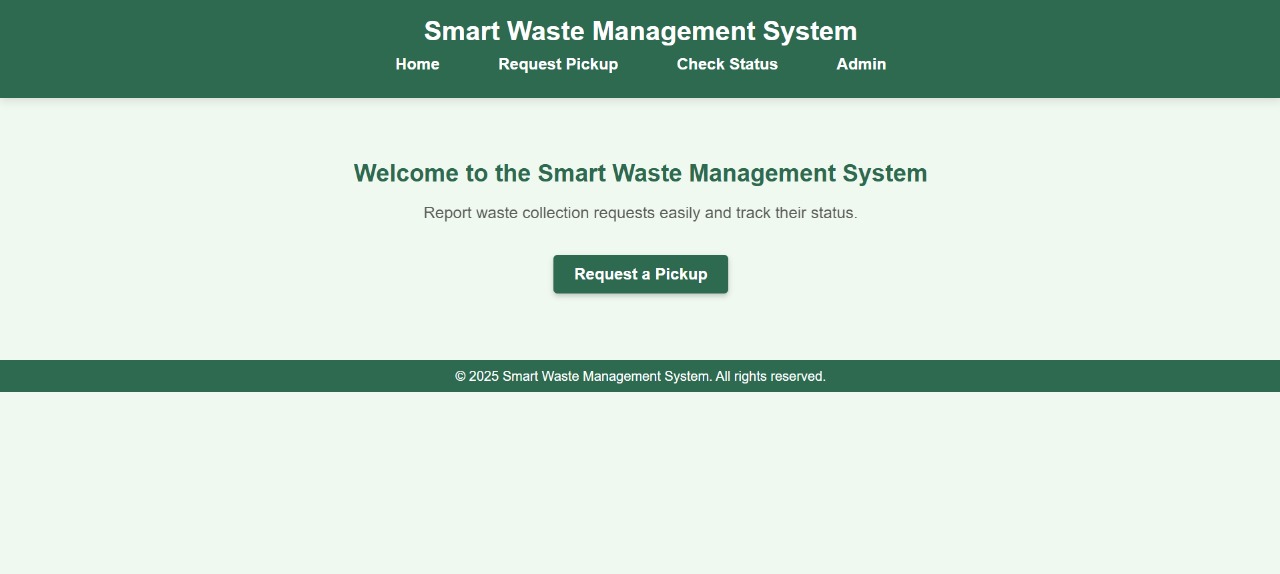 Smart Waste Management System
Home Request Pickup Check Status Admin
Welcome to the Smart Waste Management System
Report waste collection requests easily and track their status.
Request a Pickup
© 2025 Smart Waste Management System. All rights reserved.